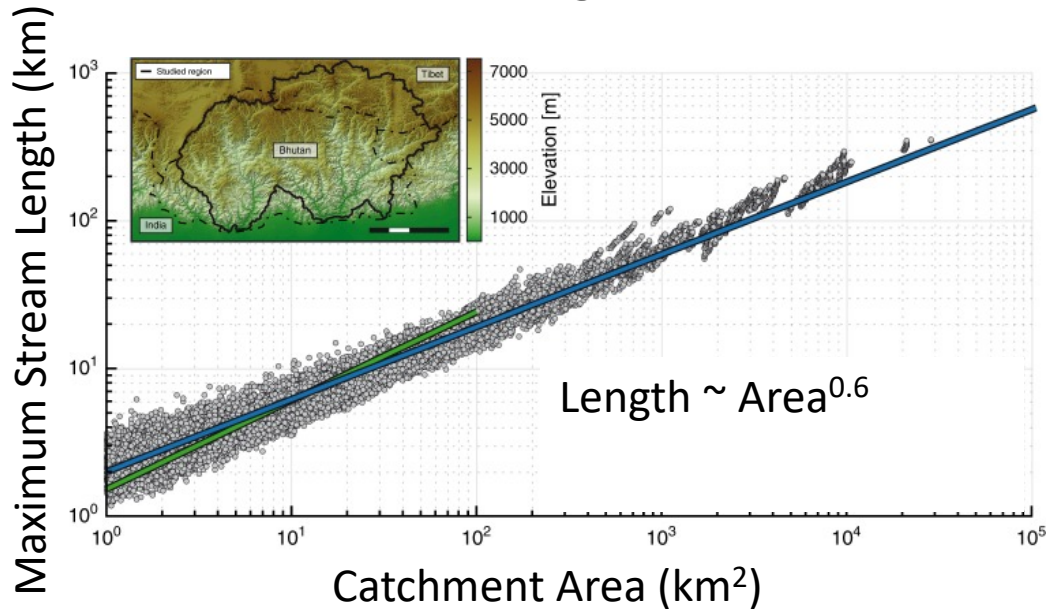 Maximum Stream Length (km)
10³
10²
10¹
10⁰
Studied region
Tibet
Bhutan
India
7000
5000
3000
1000
Elevation [m]
Length ~ Area⁰·⁶
10⁰
10¹
10²
10³
10⁴
10⁵
Catchment Area (km²)